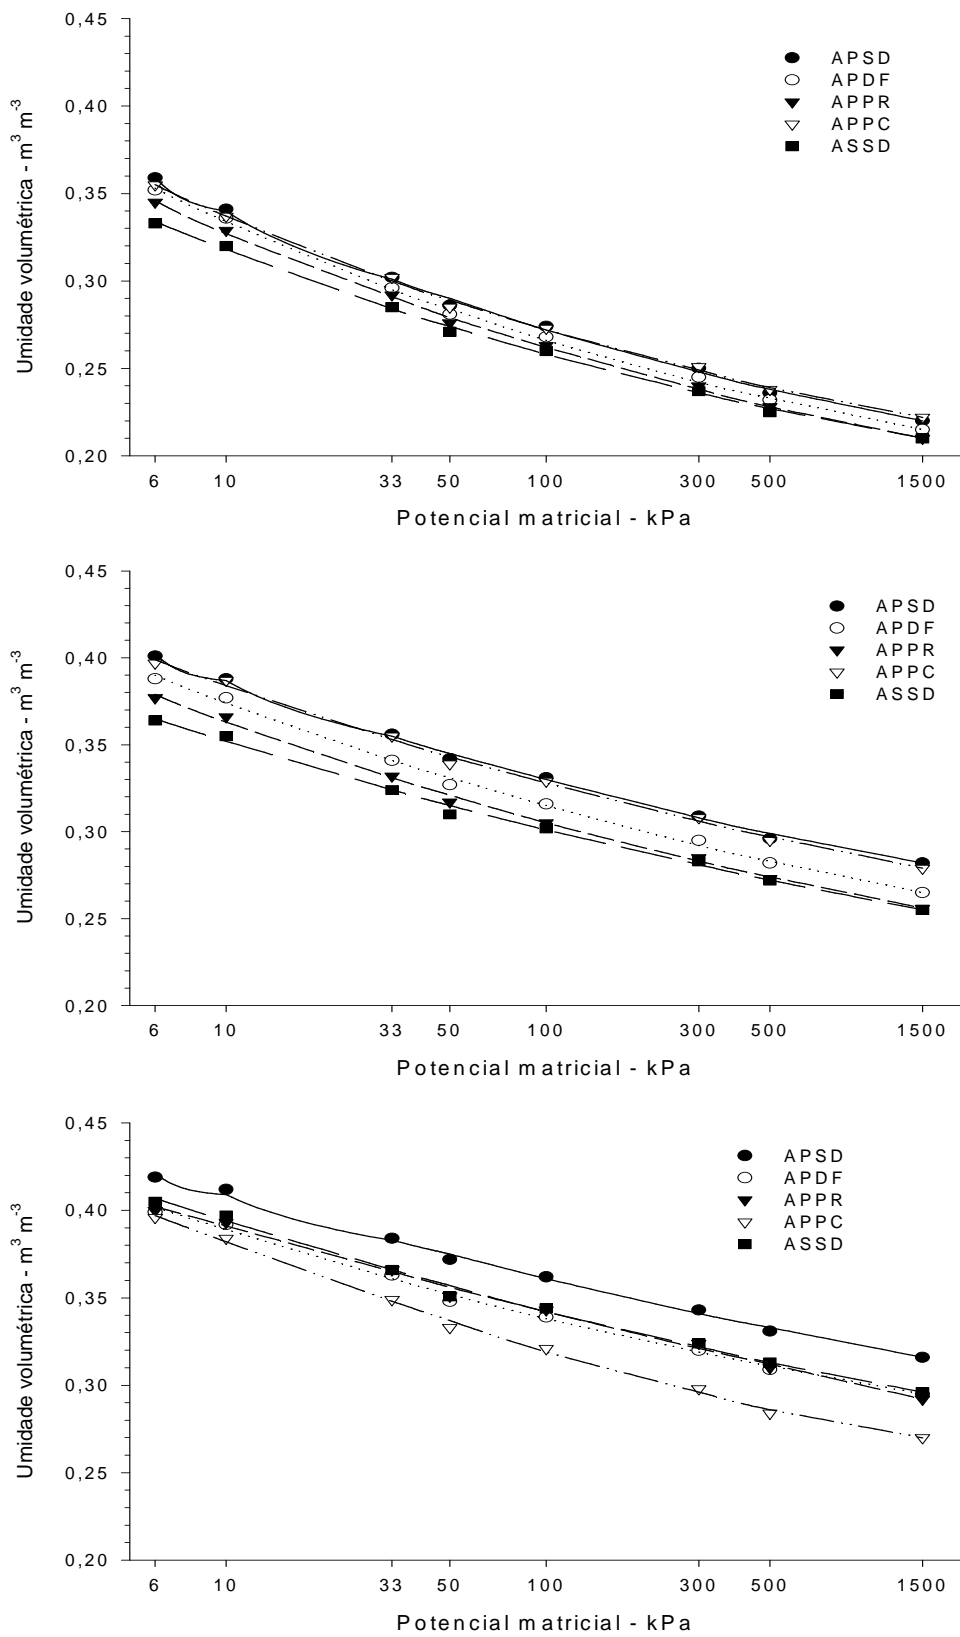 0,45
0,40
0,35
0,30
0,25
0,20
Umidade volumétrica - m³ m⁻³
APSD
APDF
APPR
APPC
ASSD
6 10 33 50 100 300 500 1500
Potencial matricial - kPa
0,45
0,40
0,35
0,30
0,25
0,20
Umidade volumétrica - m³ m⁻³
APSD
APDF
APPR
APPC
ASSD
6 10 33 50 100 300 500 1500
Potencial matricial - kPa
0,45
0,40
0,35
0,30
0,25
0,20
Umidade volumétrica - m³ m⁻³
APSD
APDF
APPR
APPC
ASSD
6 10 33 50 100 300 500 1500
Potencial matricial - kPa